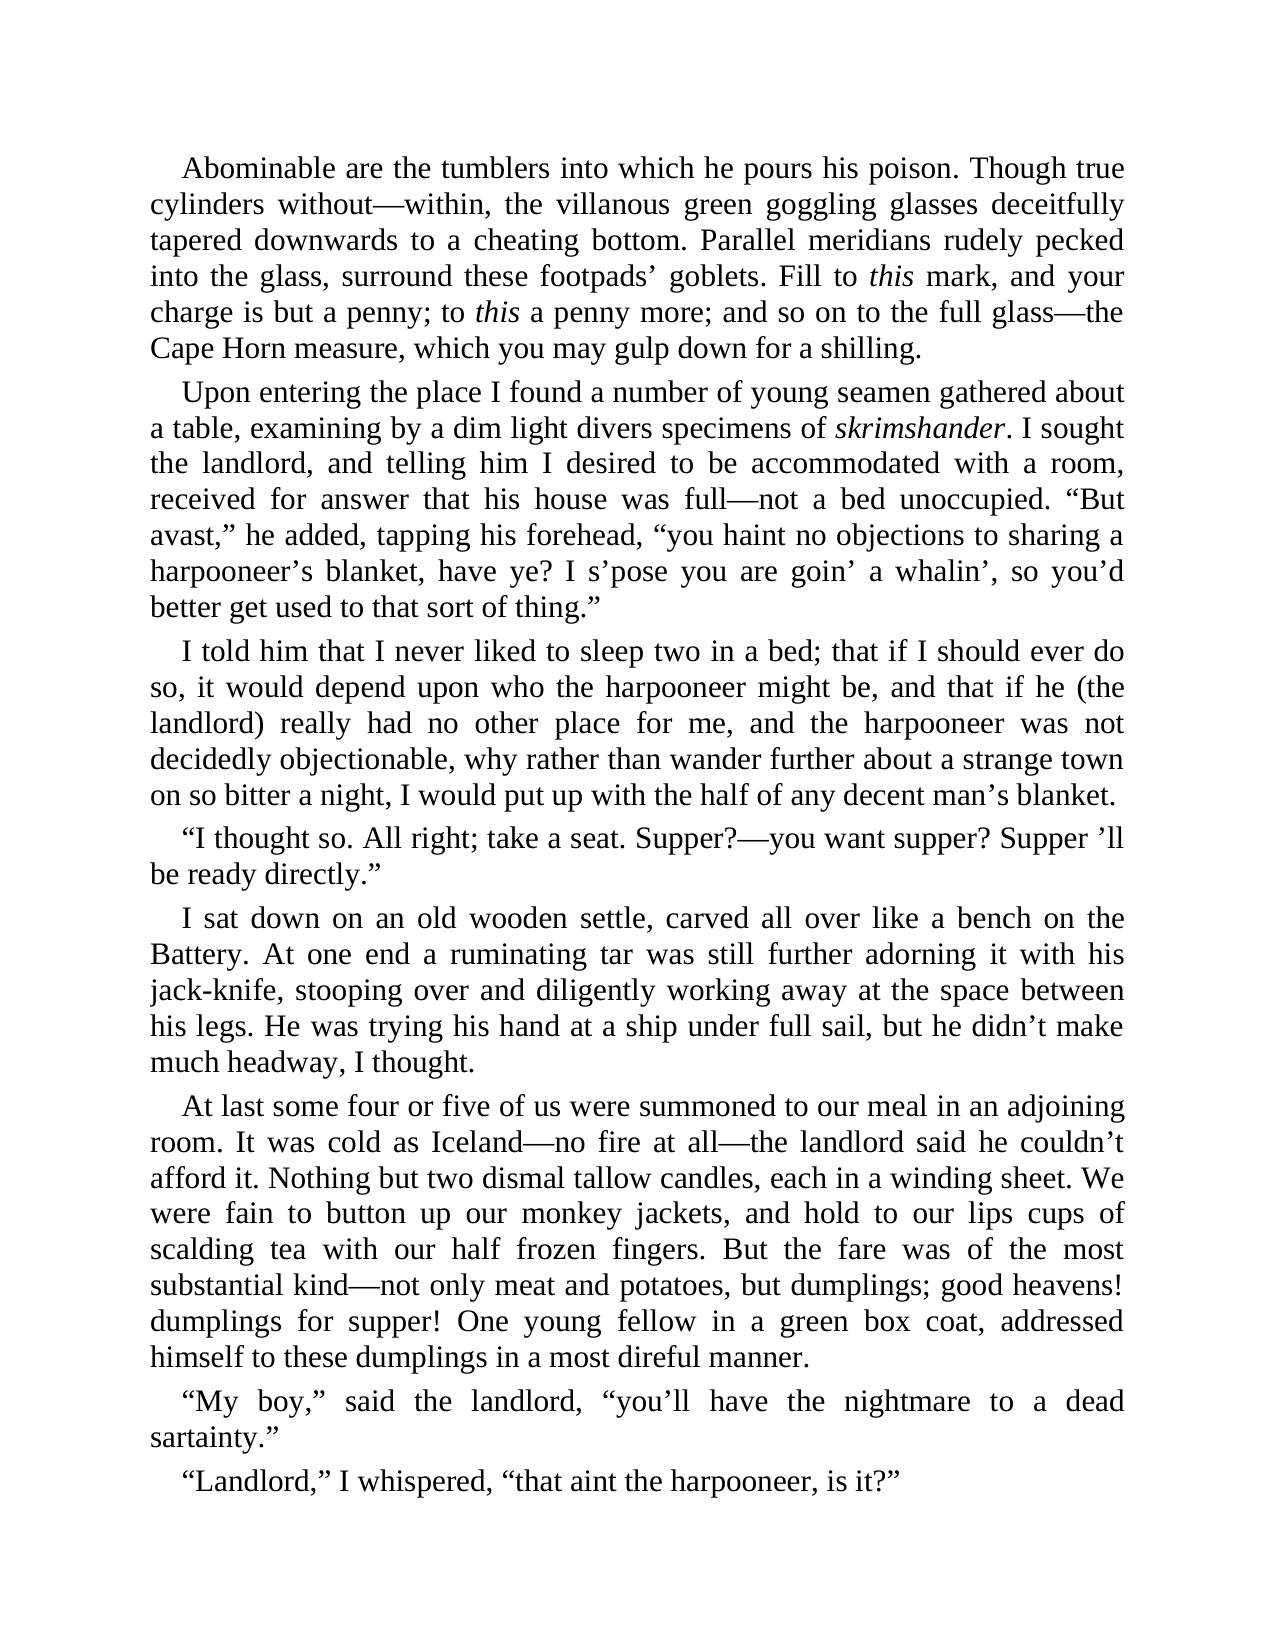 Abominable are the tumblers into which he pours his poison. Though true
cylinders without—within, the villanous green goggling glasses deceitfully
tapered downwards to a cheating bottom. Parallel meridians rudely pecked
into the glass, surround these footpads’ goblets. Fill to this mark, and your
charge is but a penny; to this a penny more; and so on to the full glass—the
Cape Horn measure, which you may gulp down for a shilling.
Upon entering the place I found a number of young seamen gathered about
a table, examining by a dim light divers specimens of skrimshander. I sought
the landlord, and telling him I desired to be accommodated with a room,
received for answer that his house was full—not a bed unoccupied. “But
avast,” he added, tapping his forehead, “you haint no objections to sharing a
harpooneer’s blanket, have ye? I s’pose you are goin’ a whalin’, so you’d
better get used to that sort of thing.”
I told him that I never liked to sleep two in a bed; that if I should ever do
so, it would depend upon who the harpooneer might be, and that if he (the
landlord) really had no other place for me, and the harpooneer was not
decidedly objectionable, why rather than wander further about a strange town
on so bitter a night, I would put up with the half of any decent man’s blanket.
“I thought so. All right; take a seat. Supper?—you want supper? Supper ’ll
be ready directly.”
I sat down on an old wooden settle, carved all over like a bench on the
Battery. At one end a ruminating tar was still further adorning it with his
jack-knife, stooping over and diligently working away at the space between
his legs. He was trying his hand at a ship under full sail, but he didn’t make
much headway, I thought.
At last some four or five of us were summoned to our meal in an adjoining
room. It was cold as Iceland—no fire at all—the landlord said he couldn’t
afford it. Nothing but two dismal tallow candles, each in a winding sheet. We
were fain to button up our monkey jackets, and hold to our lips cups of
scalding tea with our half frozen fingers. But the fare was of the most
substantial kind—not only meat and potatoes, but dumplings; good heavens!
dumplings for supper! One young fellow in a green box coat, addressed
himself to these dumplings in a most direful manner.
“My boy,” said the landlord, “you’ll have the nightmare to a dead
sartainty.”
“Landlord,” I whispered, “that aint the harpooneer, is it?”